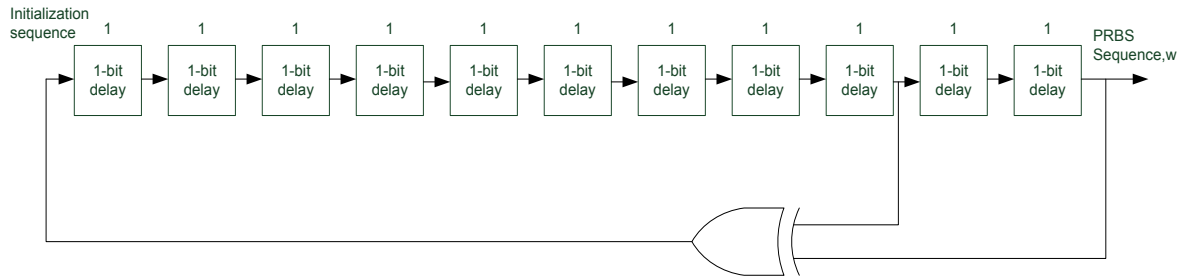 Initialization
sequence
1 1 1 1 1 1 1 1 1 1 1
PRBS
Sequence,w
1-bit 1-bit 1-bit 1-bit 1-bit 1-bit 1-bit 1-bit 1-bit 1-bit 1-bit
delay delay delay delay delay delay delay delay delay delay delay